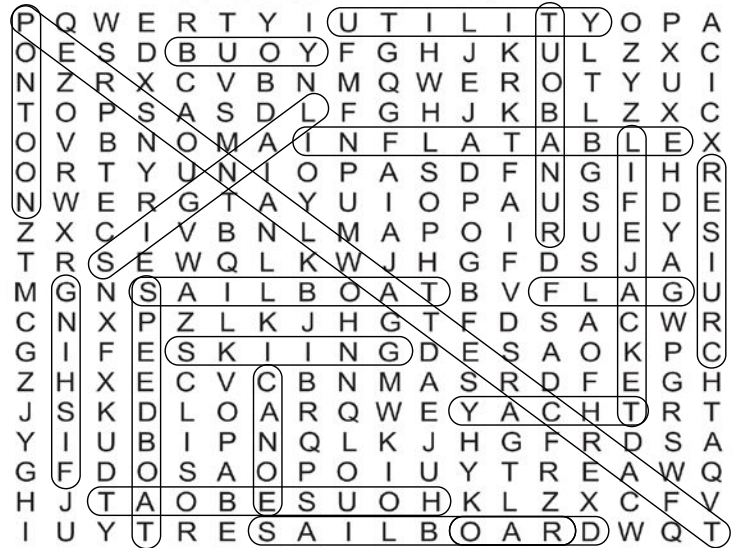 P Q W E R T Y I U T I L I T Y O P A
O E S D B U O Y F G H J K U L Z X C
N Z R X C V B N M Q W E R O T Y U I
T O P S A S D L F G H J K B L Z X C
O V B N O M A I N F L A T A B L E X
O R T Y U N I O P A S D F N G I H R
N W E R G T A Y U I O P A U S F D E
Z X C I V B N L M A P O I R U E Y S
T R S E W Q L K W J H G F D S J A I
M G N S A I L B O A T B V F L A G U
C N X P Z L K J H G T F D S A C W R
G I F E S K I I N G D E S A O K P C
Z H X E C V C B N M A S R D F E G H
J S K D L O A R Q W E Y A C H T R T
Y I U B I P N Q L K J H G F R D S A
G F D O S A O P O I U Y T R E A W Q
H J T A O B E S U O H K L Z X C F V
I U Y T R E S A I L B O A R D W Q T